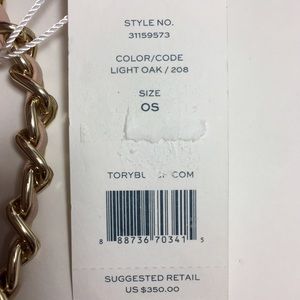 STYLE NO.
31159573
COLOR/CODE
LIGHT OAK / 208
SIZE
OS
8 88736 70341 5
SUGGESTED RETAIL
US $350.00